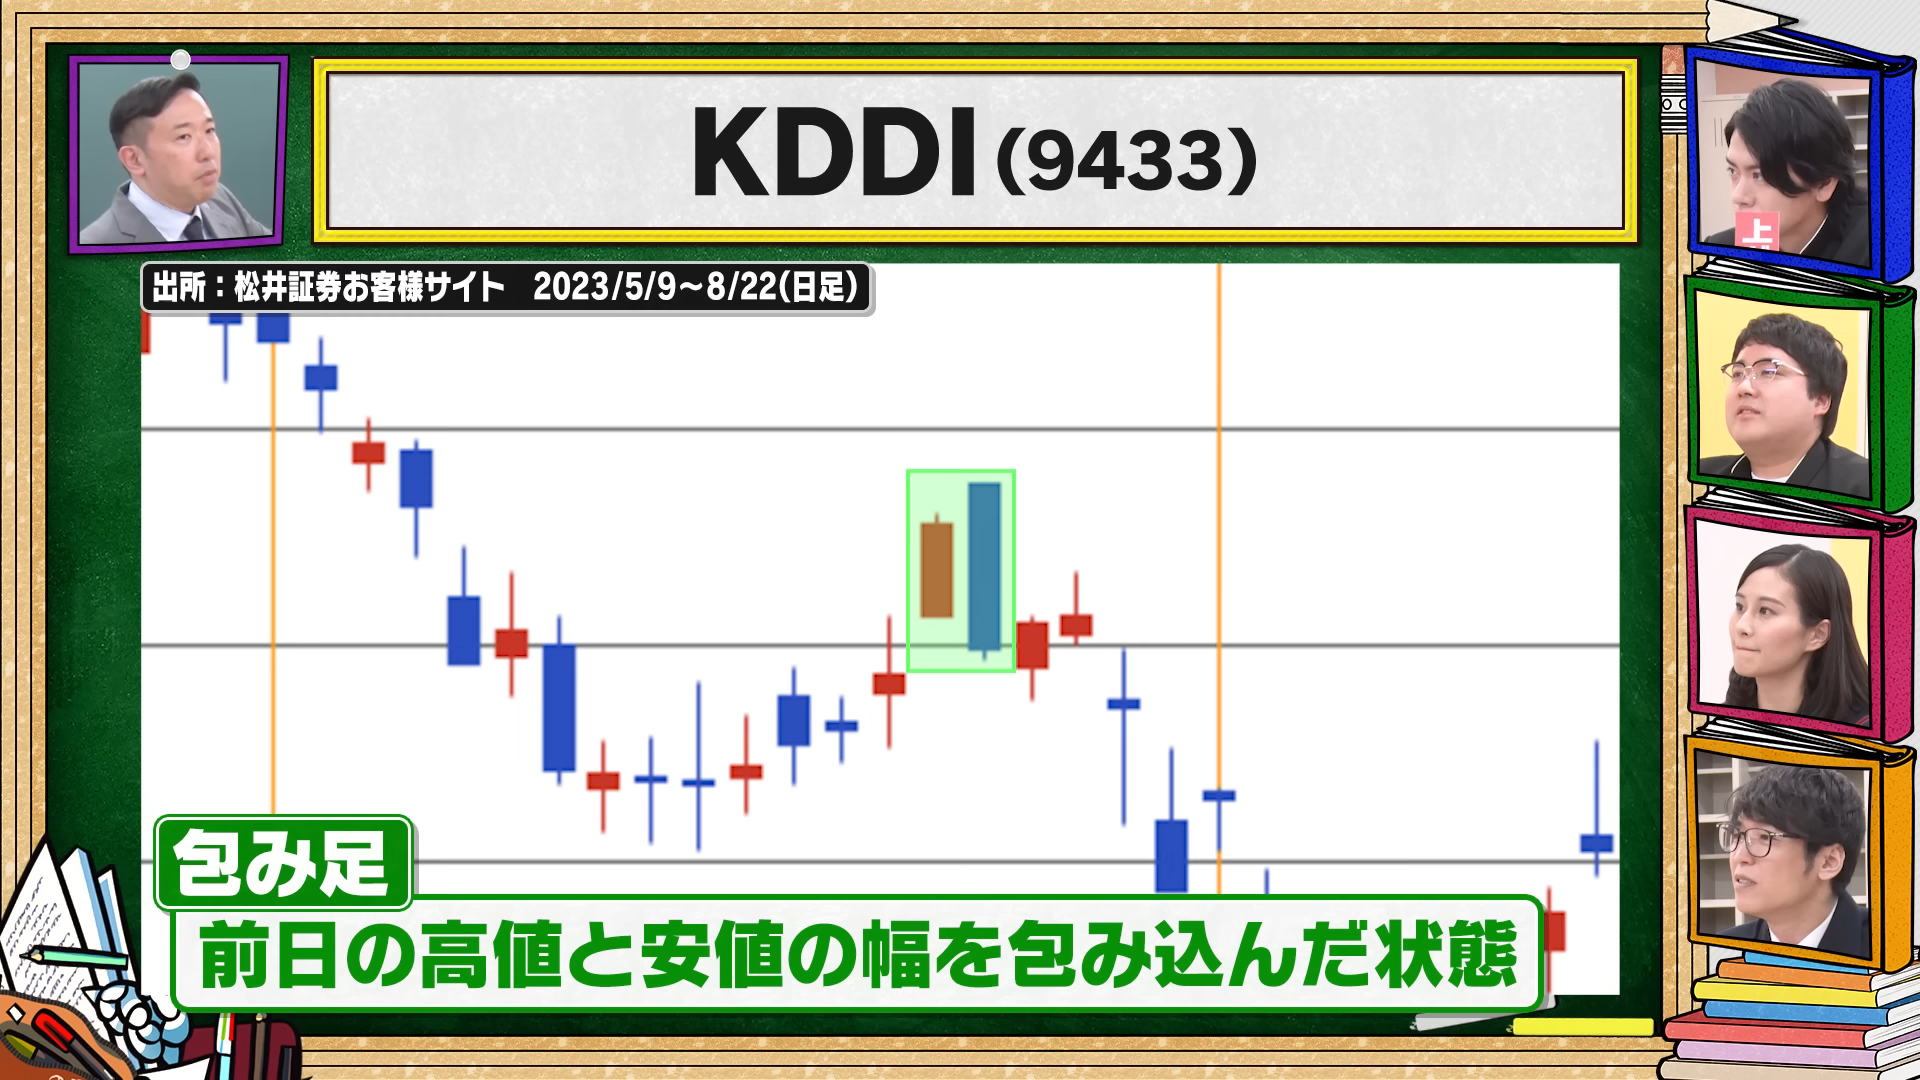 KDDI(9433)
出所:松井証券お客様サイト 2023/5/9~8/22(日足)
上
包み足
前日の高値と安値の幅を包み込んだ状態